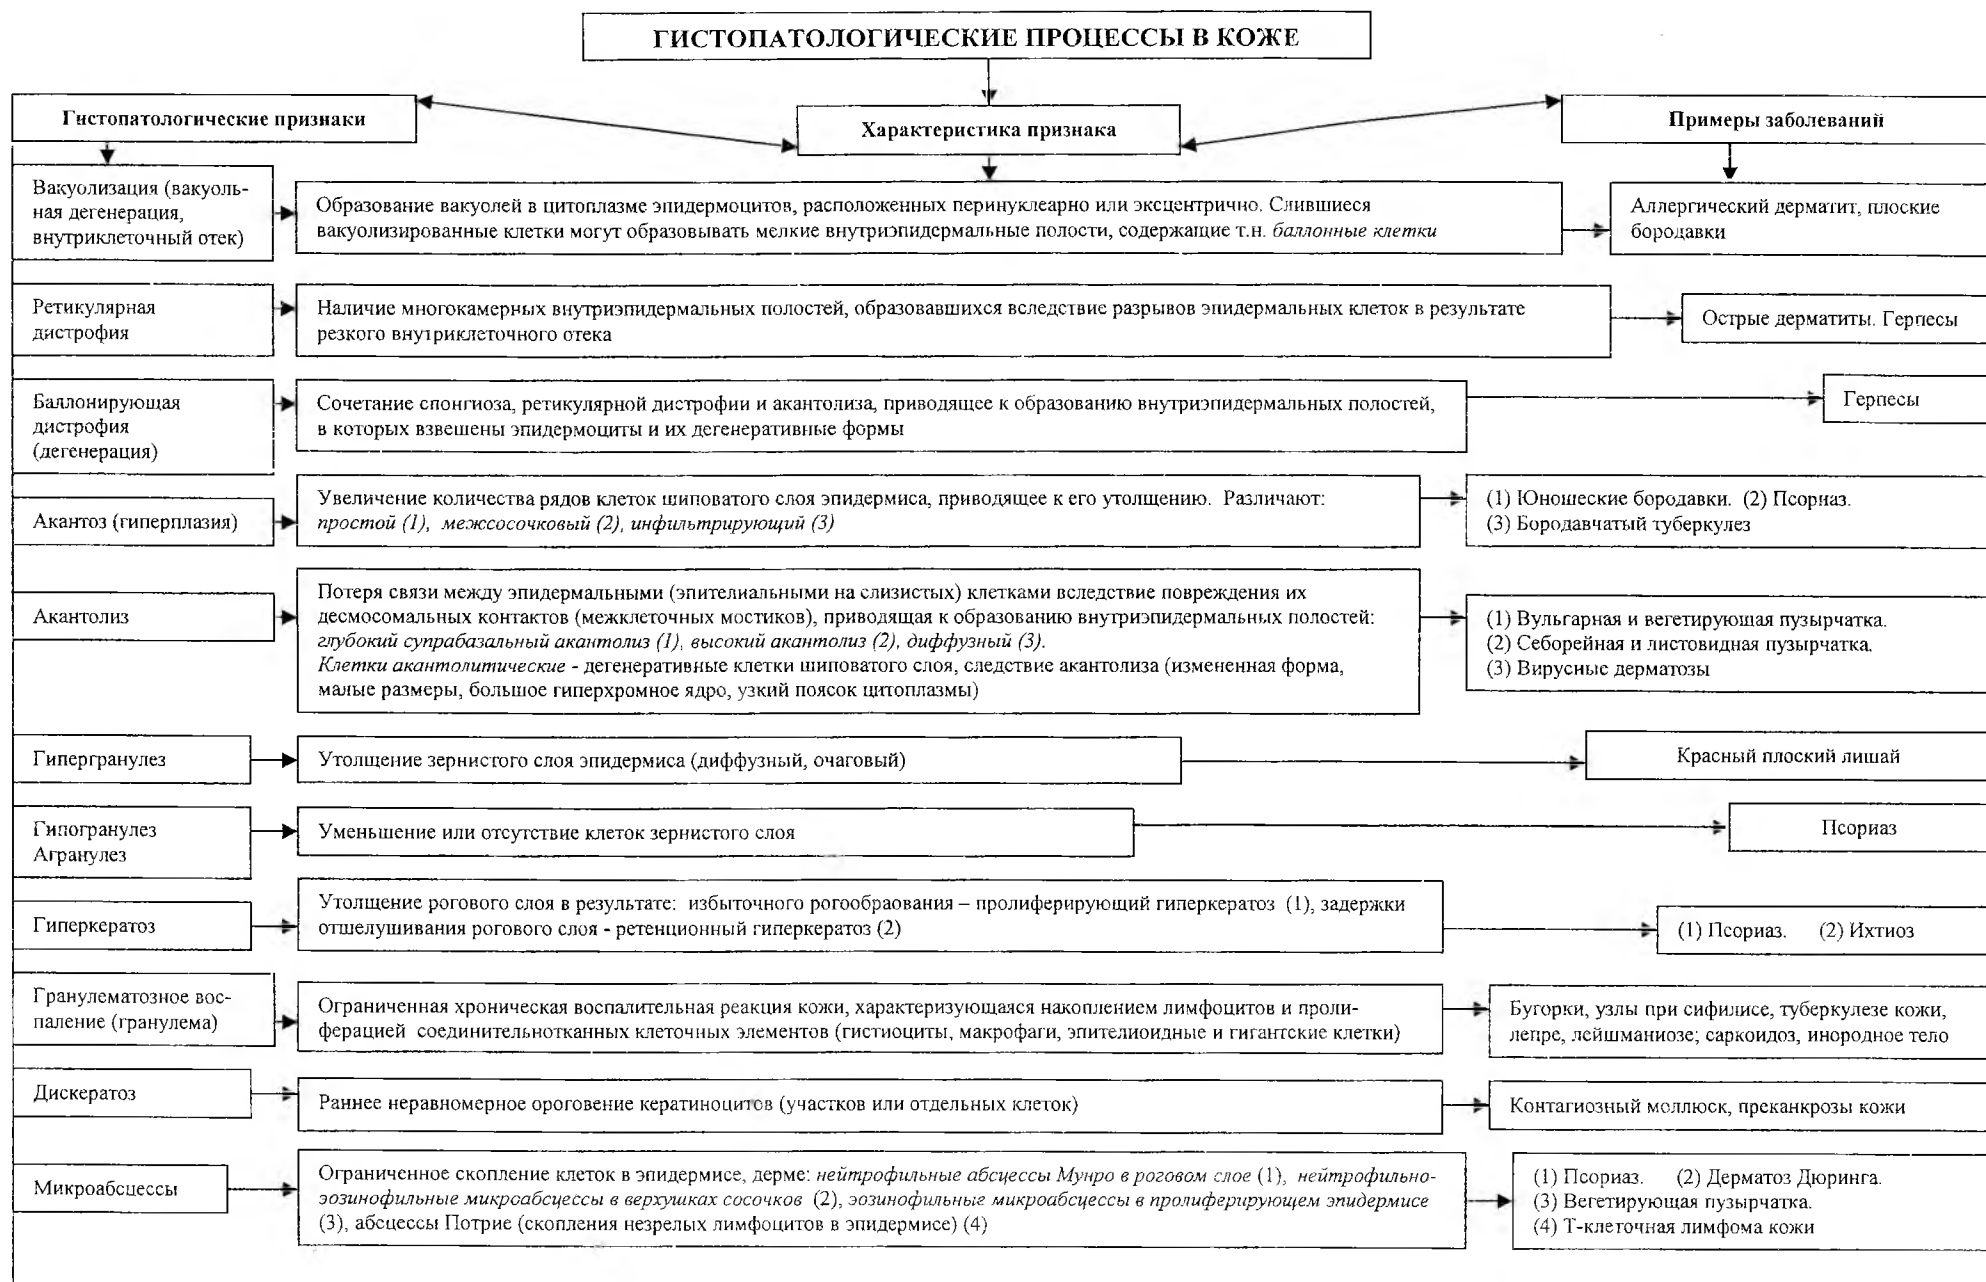 ГИСТОПАТОЛОГИЧЕСКИЕ ПРОЦЕССЫ В КОЖЕ
Гистопатологические признаки
Характеристика признака
Примеры заболеваний
Вакуолизация (вакуоль-
ная дегенерация,
внутриклеточный отек)
Образование вакуолей в цитоплазме эпидермоцитов, расположенных перинуклеарно или эксцентрично. Слившиеся
вакуолизированные клетки могут образовывать мелкие внутриэпидермальные полости, содержащие т.н. баллонные клетки
Аллергический дерматит, плоские
бородавки
Ретикулярная
дистрофия
Наличие многокамерных внутриэпидермальных полостей, образовавшихся вследствие разрывов эпидермальных клеток в результате
резкого внутриклеточного отека
Острые дерматиты. Герпесы
Баллонирующая
дистрофия
(дегенерация)
Сочетание спонгиоза, ретикулярной дистрофии и акантолиза, приводящее к образованию внутриэпидермальных полостей,
в которых взвешены эпидермоциты и их дегенеративные формы
Герпесы
Акантоз (гиперплазия)
Увеличение количества рядов клеток шиповатого слоя эпидермиса, приводящее к его утолщению. Различают:
простой (1), межсосочковый (2), инфильтрирующий (3)
(1) Юношеские бородавки. (2) Псориаз.
(3) Бородавчатый туберкулез
Акантолиз
Потеря связи между эпидермальными (эпителиальными на слизистых) клетками вследствие повреждения их
десмосомальных контактов (межклеточных мостиков), приводящая к образованию внутриэпидермальных полостей:
глубокий супрабазальный акантолиз (1), высокий акантолиз (2), диффузный (3).
Клетки акантолитические - дегенеративные клетки шиповатого слоя, следствие акантолиза (измененная форма,
малые размеры, большое гиперхромное ядро, узкий поясок цитоплазмы)
(1) Вульгарная и вегетирующая пузырчатка.
(2) Себорейная и листовидная пузырчатка.
(3) Вирусные дерматозы
Гипергранулез
Утолщение зернистого слоя эпидермиса (диффузный, очаговый)
Красный плоский лишай
Гипогранулез
Агранулез
Уменьшение или отсутствие клеток зернистого слоя
Псориаз
Гиперкератоз
Утолщение рогового слоя в результате: избыточного рогообраования – пролиферирующий гиперкератоз (1), задержки
отшелушивания рогового слоя - ретенционный гиперкератоз (2)
(1) Псориаз. (2) Ихтиоз
Гранулематозное вос-
паление (гранулема)
Ограниченная хроническая воспалительная реакция кожи, характеризующаяся накоплением лимфоцитов и проли-
ферацией соединительнотканных клеточных элементов (гистиоциты, макрофаги, эпителиоидные и гигантские клетки)
Бугорки, узлы при сифилисе, туберкулезе кожи,
лепре, лейшманиозе; саркоидоз, инородное тело
Дискератоз
Раннее неравномерное ороговение кератиноцитов (участков или отдельных клеток)
Контагиозный моллюск, преканкрозы кожи
Микроабсцессы
Ограниченное скопление клеток в эпидермисе, дерме: нейтрофильные абсцессы Мунро в роговом слое (1), нейтрофильно-
эозинофильные микроабсцессы в верхушках сосочков (2), эозинофильные микроабсцессы в пролиферирующем эпидермисе
(3), абсцессы Потрие (скопления незрелых лимфоцитов в эпидермисе) (4)
(1) Псориаз. (2) Дерматоз Дюринга.
(3) Вегетирующая пузырчатка.
(4) Т-клеточная лимфома кожи